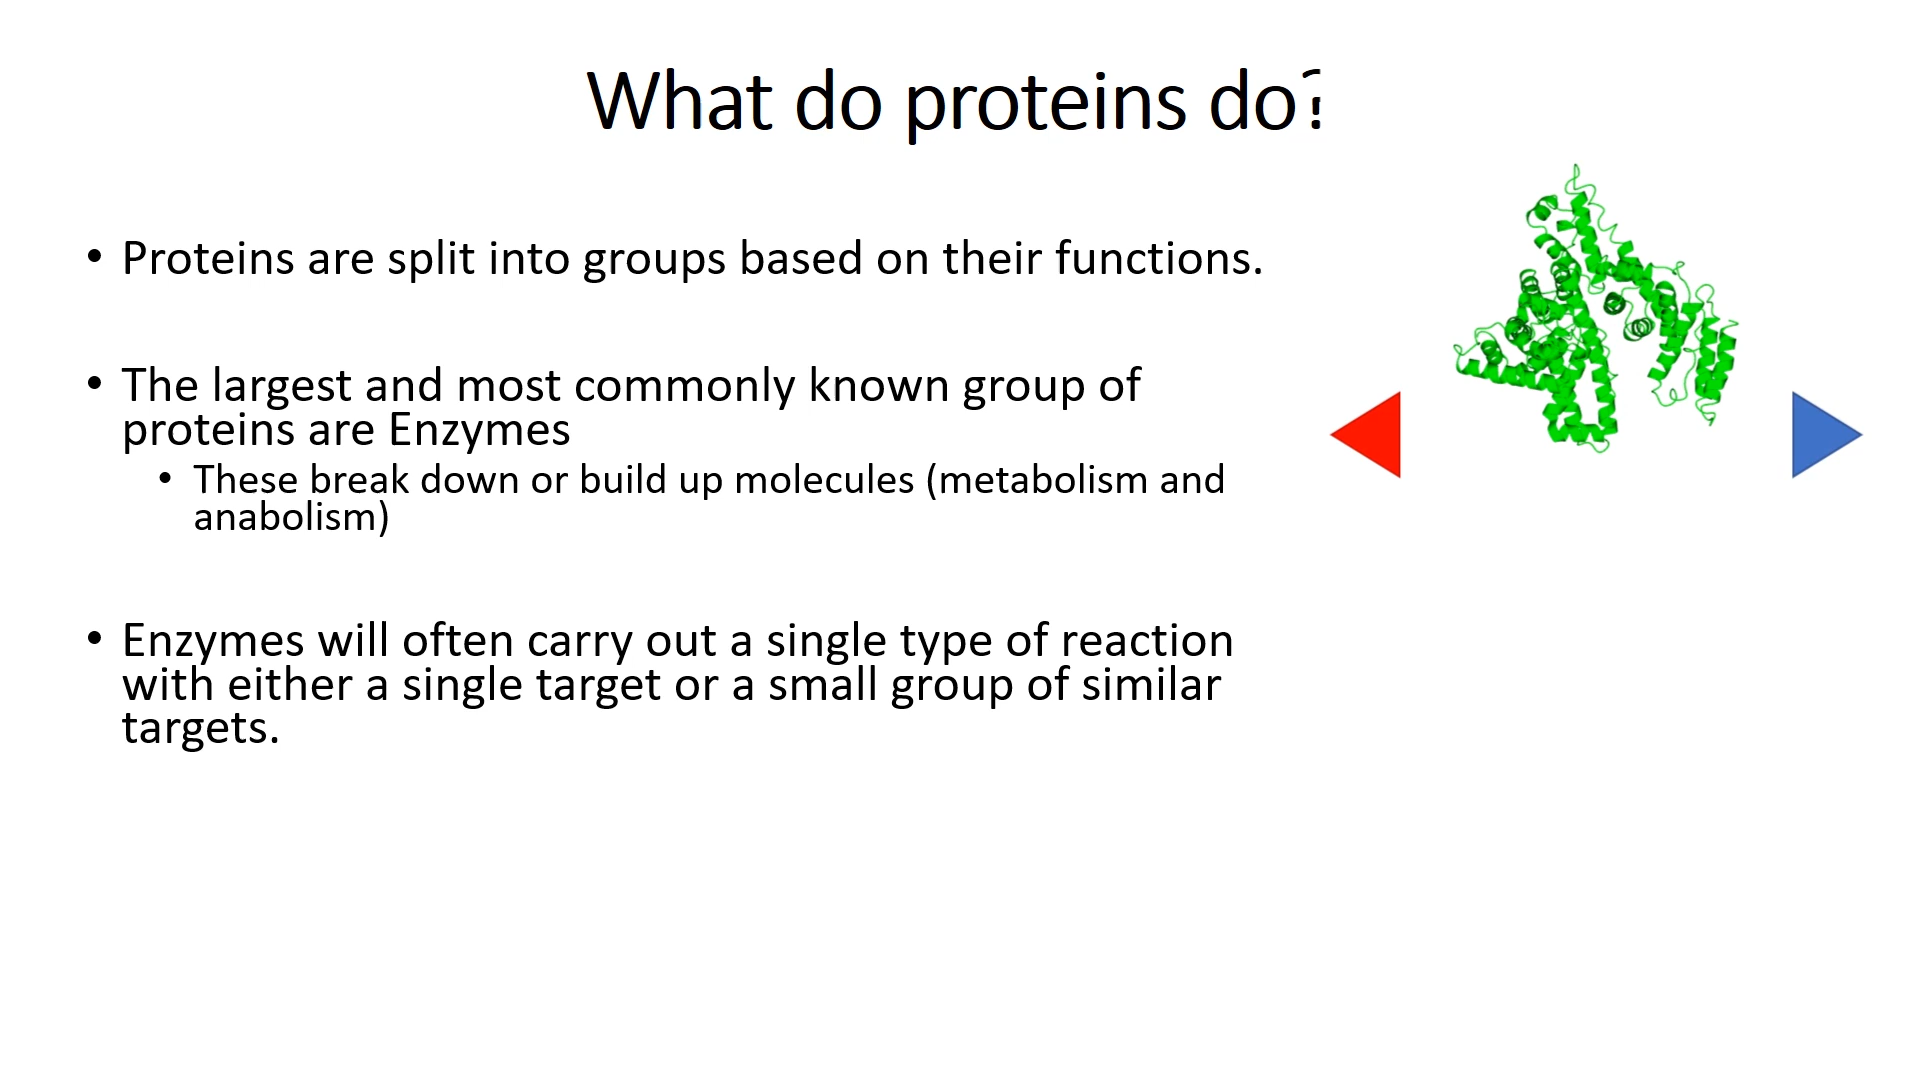 What do proteins do?
• Proteins are split into groups based on their functions.
• The largest and most commonly known group of
proteins are Enzymes
• These break down or build up molecules (metabolism and
anabolism)
• Enzymes will often carry out a single type of reaction
with either a single target or a small group of similar
targets.